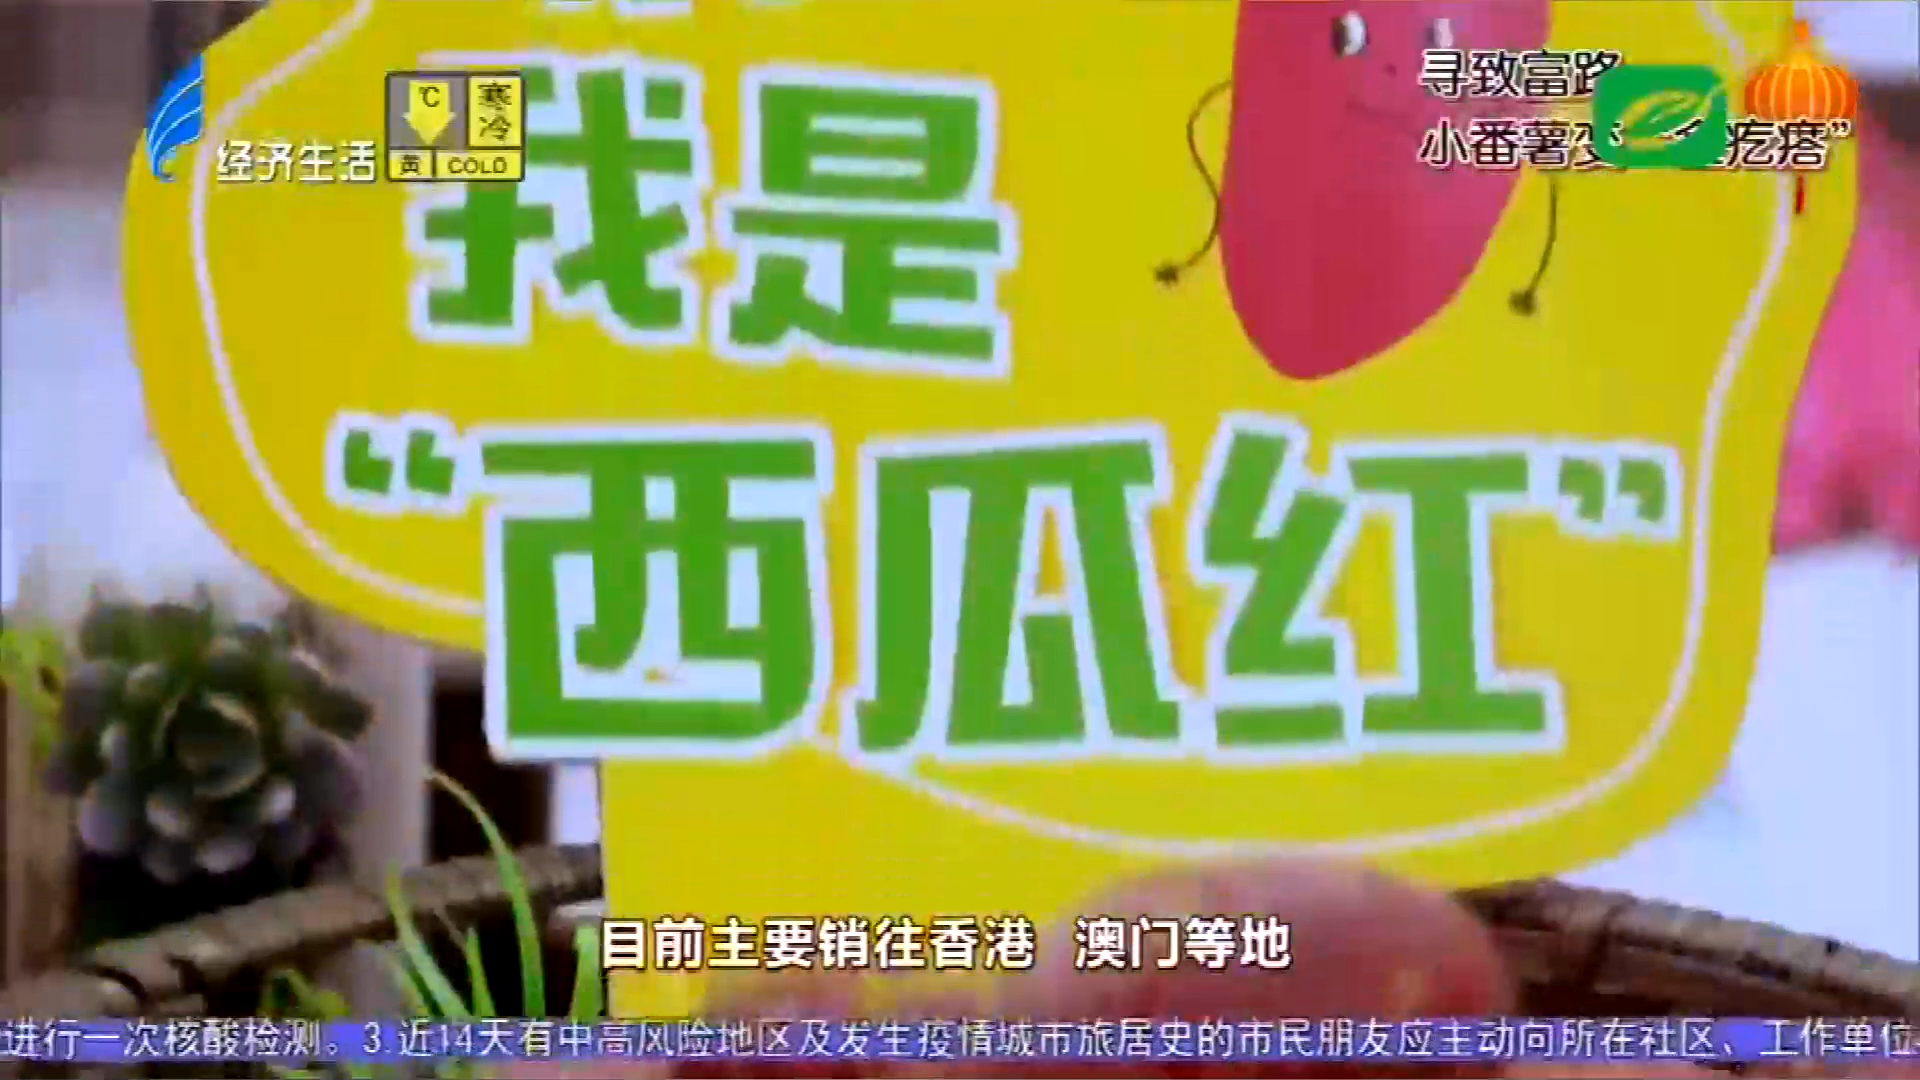 经济生活
℃
寒冷
黄 COLD
寻致富路
小番薯变 疙瘩”
我是
“西瓜红”
目前主要销往香港 澳门等地
进行一次核酸检测。3.近14天有中高风险地区及发生疫情城市旅居史的市民朋友应主动向所在社区、工作单位